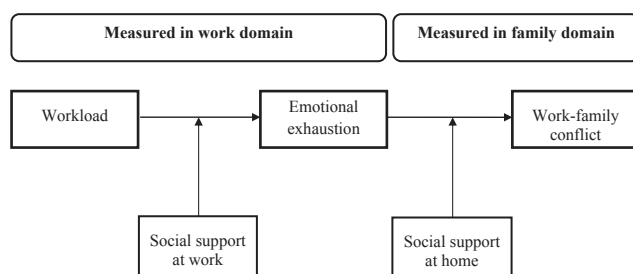 Measured in work domain
Measured in family domain
Workload
Emotional
exhaustion
Work-family
conflict
Social support
at work
Social support
at home